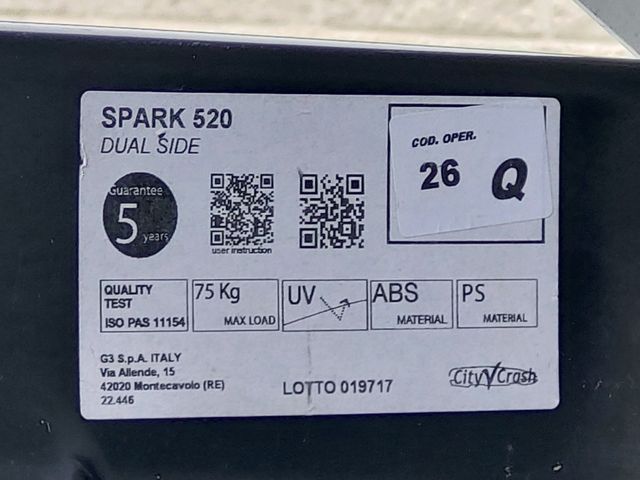 SPARK 520
DUAL SIDE
COD. OPER.
26 Q
Guarantee
5 years
user instruction
QUALITY
TEST
ISO PAS 11154
75 Kg
MAX LOAD
UV
ABS
MATERIAL
PS
MATERIAL
G3 S.p.A. ITALY
Via Allende, 15
42020 Montecavolo (RE)
22.446
LOTTO 019717
City Crash